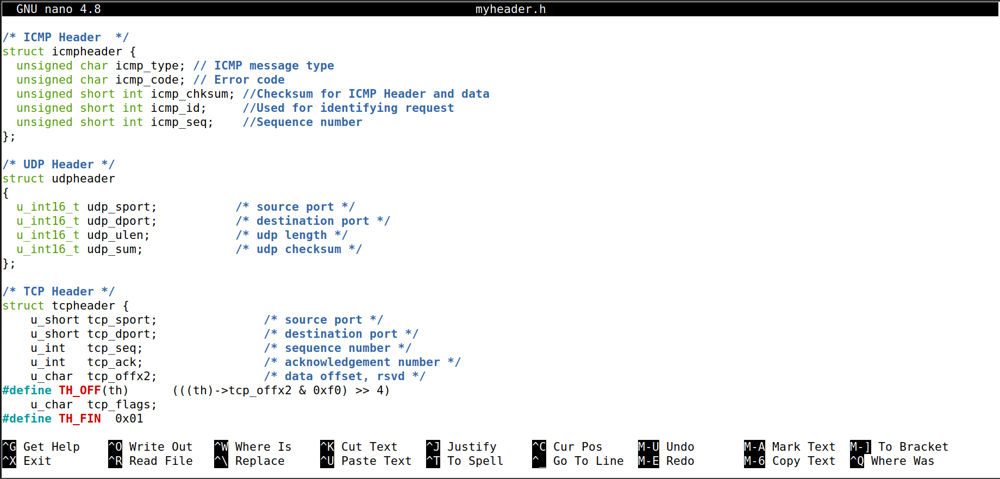 GNU nano 4.8 myheader.h
/* ICMP Header  */
struct icmpheader {
  unsigned char icmp_type; // ICMP message type
  unsigned char icmp_code; // Error code
  unsigned short int icmp_chksum; //Checksum for ICMP Header and data
  unsigned short int icmp_id;     //Used for identifying request
  unsigned short int icmp_seq;    //Sequence number
};
/* UDP Header */
struct udpheader
{
  u_int16_t udp_sport;           /* source port */
  u_int16_t udp_dport;           /* destination port */
  u_int16_t udp_ulen;            /* udp length */
  u_int16_t udp_sum;             /* udp checksum */
};
/* TCP Header */
struct tcpheader {
    u_short tcp_sport;               /* source port */
    u_short tcp_dport;               /* destination port */
    u_int   tcp_seq;                 /* sequence number */
    u_int   tcp_ack;                 /* acknowledgement number */
    u_char  tcp_offx2;               /* data offset, rsvd */
#define TH_OFF(th)      (((th)->tcp_offx2 & 0xf0) >> 4)
    u_char  tcp_flags;
#define TH_FIN  0x01
^G Get Help ^O Write Out ^W Where Is ^K Cut Text ^J Justify ^C Cur Pos M-U Undo M-A Mark Text M-] To Bracket
^X Exit ^R Read File ^\ Replace ^U Paste Text ^T To Spell ^_ Go To Line M-E Redo M-6 Copy Text ^Q Where Was